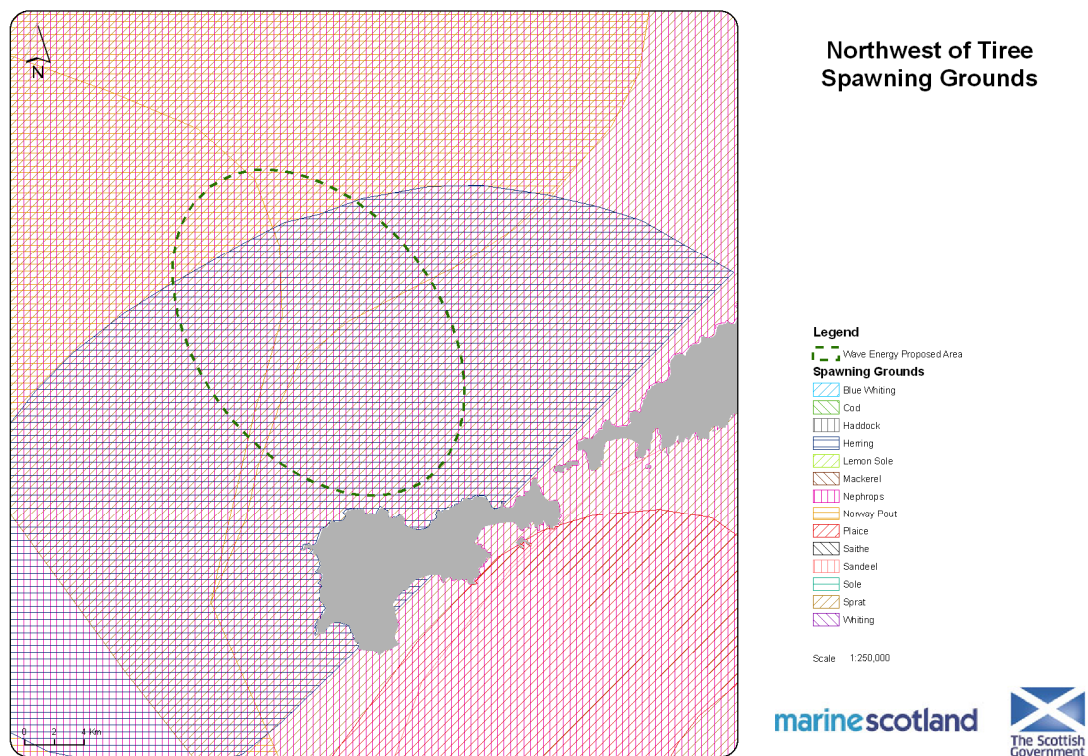 Northwest of Tiree
Spawning Grounds
N
Legend
Wave Energy Proposed Area
Spawning Grounds
Blue Whiting
Cod
Haddock
Herring
Lemon Sole
Mackerel
Nephrops
Norway Pout
Plaice
Saithe
Sandeel
Sole
Sprat
Whiting
Scale 1:250,000
0 2 4 Km
marinescotland
The Scottish
Government